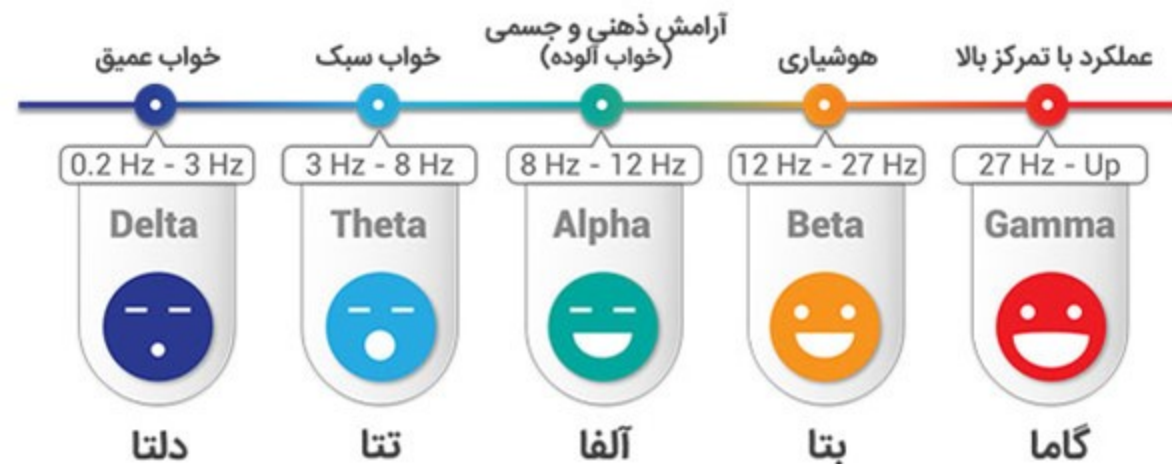 خواب عمیق
خواب سبک
آرامش ذهنی و جسمی
(خواب آلوده)
هوشیاری
عملکرد با تمرکز بالا
0.2 Hz - 3 Hz
3 Hz - 8 Hz
8 Hz - 12 Hz
12 Hz - 27 Hz
27 Hz - Up
Delta
Theta
Alpha
Beta
Gamma
دلتا
تتا
آلفا
بتا
گاما